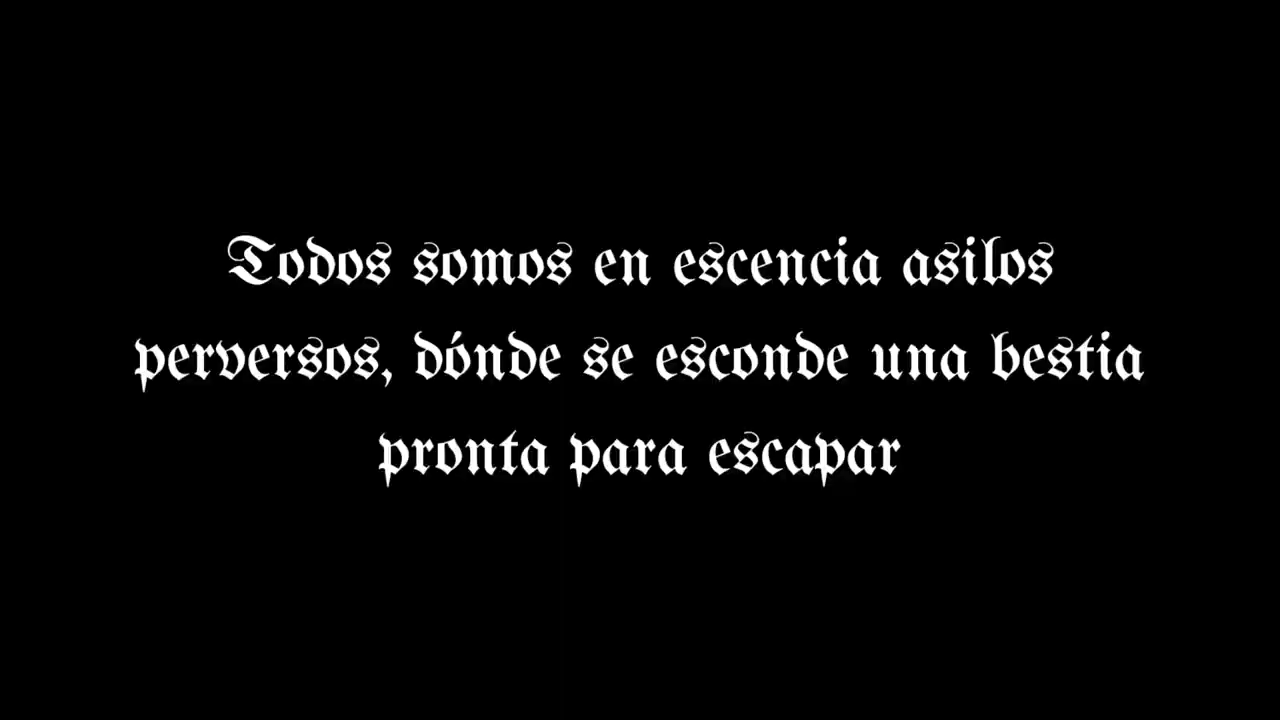 Todos somos en escencia asilos
perversos, dónde se esconde una bestia
pronta para escapar